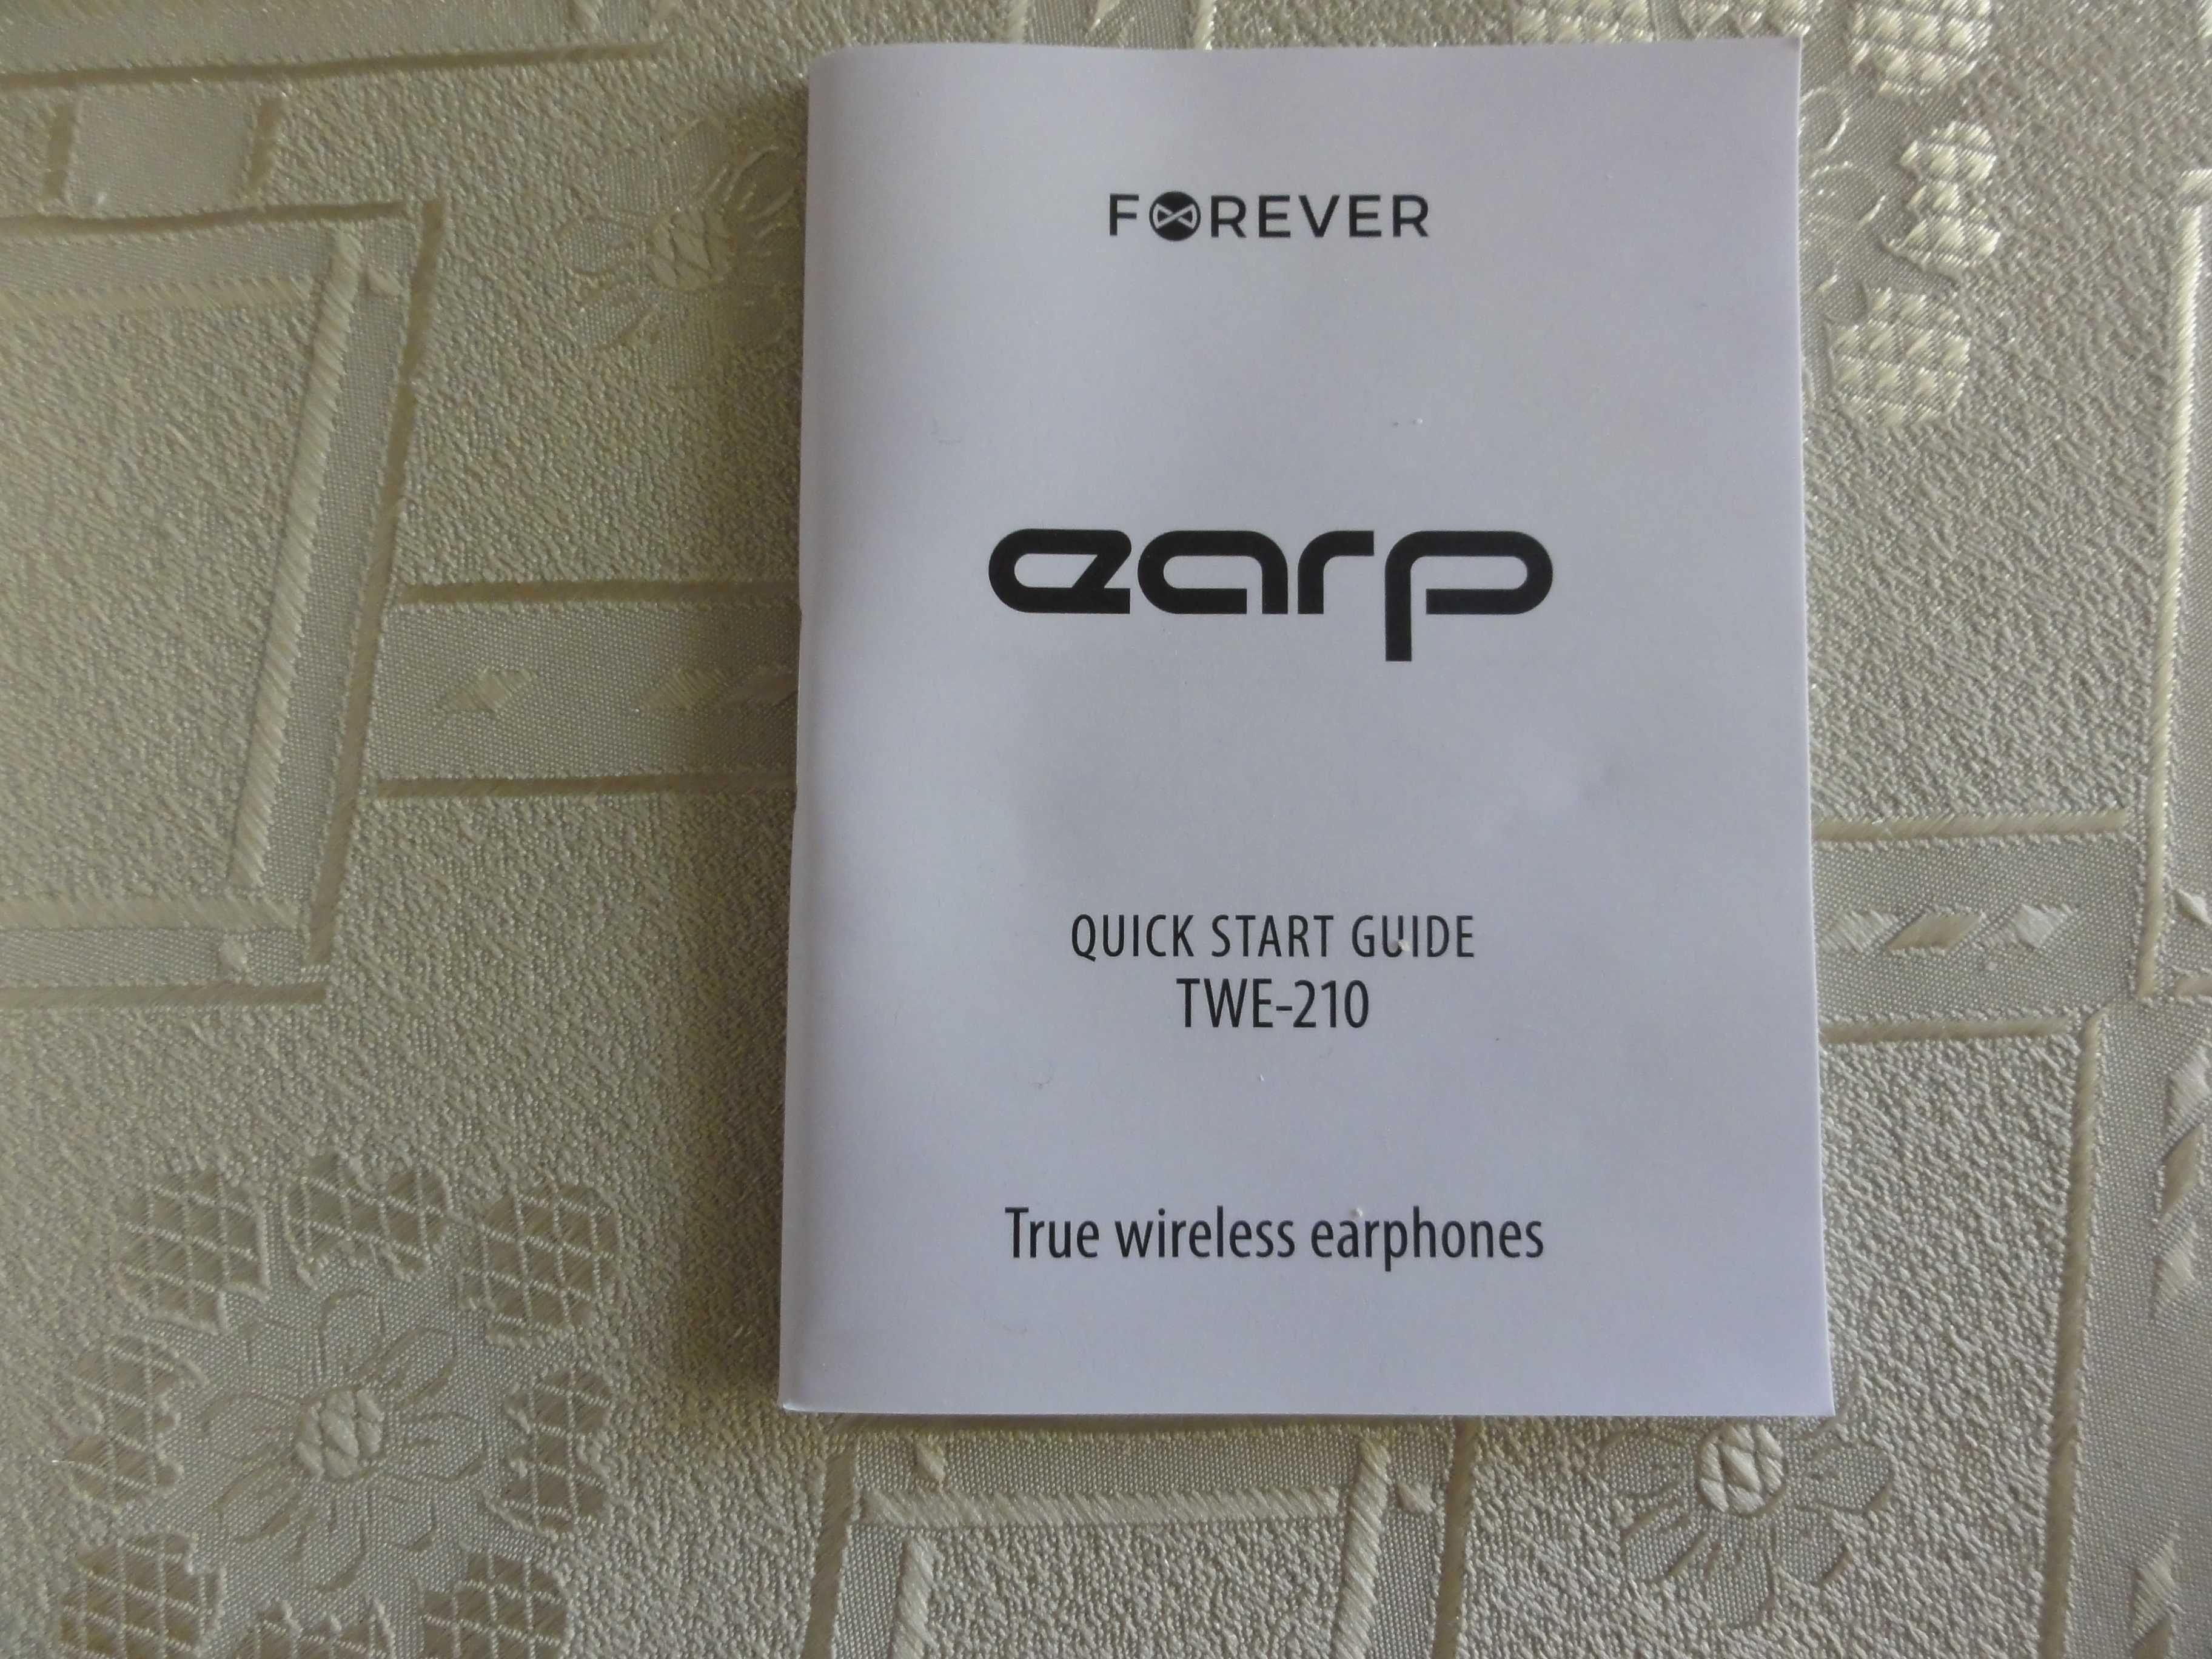 FOREVER
earp
QUICK START GUIDE
TWE-210
True wireless earphones